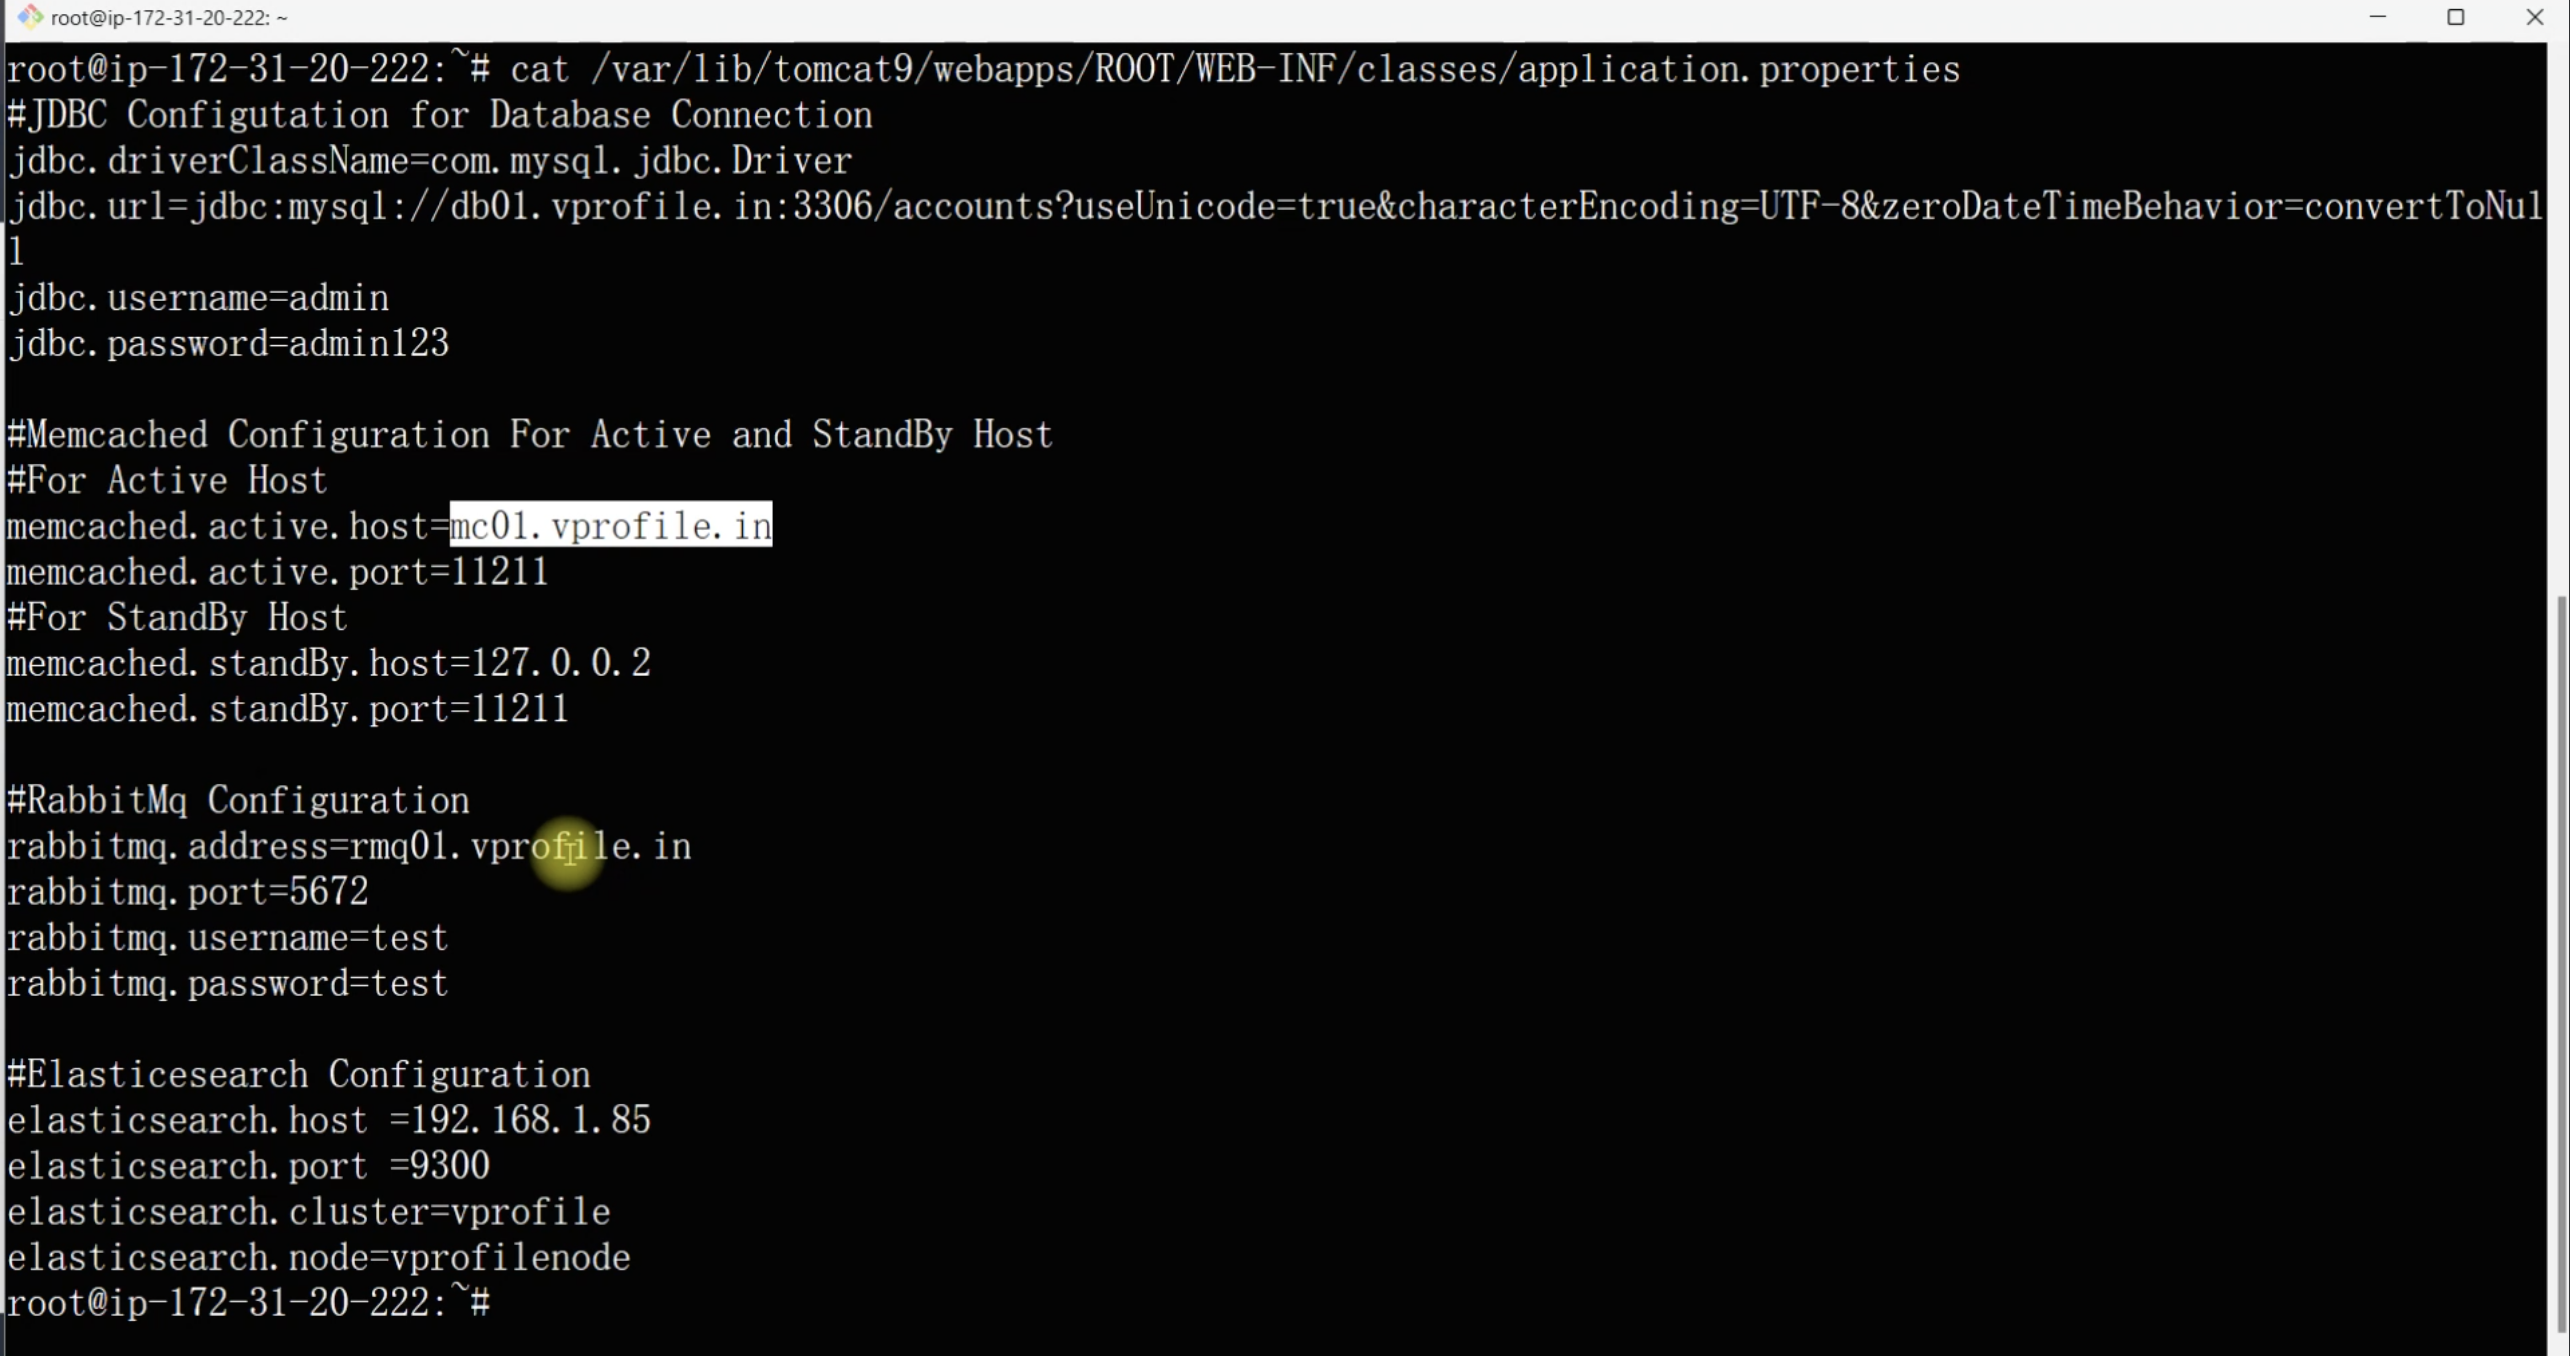 root@ip-172-31-20-222: ~
root@ip-172-31-20-222:~# cat /var/lib/tomcat9/webapps/ROOT/WEB-INF/classes/application.properties
#JDBC Configutation for Database Connection
jdbc.driverClassName=com.mysql.jdbc.Driver
jdbc.url=jdbc:mysql://db01.vprofile.in:3306/accounts?useUnicode=true&characterEncoding=UTF-8&zeroDateTimeBehavior=convertToNul
l
jdbc.username=admin
jdbc.password=admin123
#Memcached Configuration For Active and StandBy Host
#For Active Host
memcached.active.host=mc01.vprofile.in
memcached.active.port=11211
#For StandBy Host
memcached.standBy.host=127.0.0.2
memcached.standBy.port=11211
#RabbitMq Configuration
rabbitmq.address=rmq01.vprofile.in
rabbitmq.port=5672
rabbitmq.username=test
rabbitmq.password=test
#Elasticesearch Configuration
elasticsearch.host =192.168.1.85
elasticsearch.port =9300
elasticsearch.cluster=vprofile
elasticsearch.node=vprofilenode
root@ip-172-31-20-222:~#